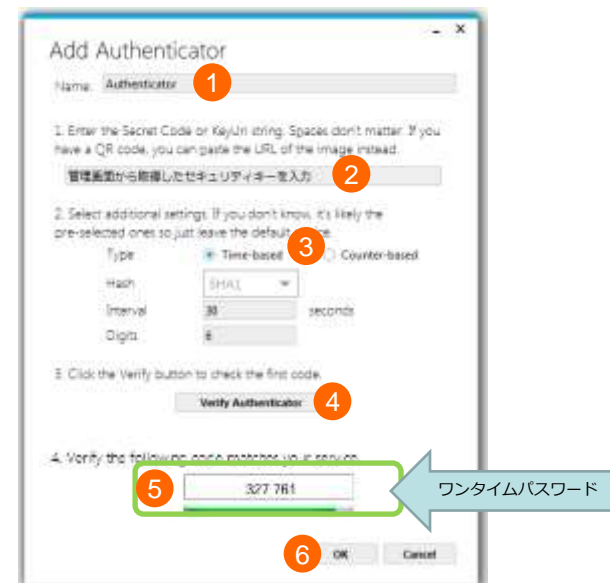 Add Authenticator
Name: Authenticator 1
1. Enter the Secret Code or KeyUri string. Spaces don't matter. If you
have a QR code, you can paste the URL of the image instead.
管理画面から取得したセキュリティキーを入力 2
2. Select additional settings. If you don't know, it's likely the
pre-selected ones so just leave the default
Type Time-based 3 Counter-based
Hash SHA1
Interval 30 seconds
Digits 6
3. Click the Verify button to check the first code.
Verify Authenticator 4
4. Verify the following code matches your service
5 327 761
ワンタイムパスワード
6 OK Cancel